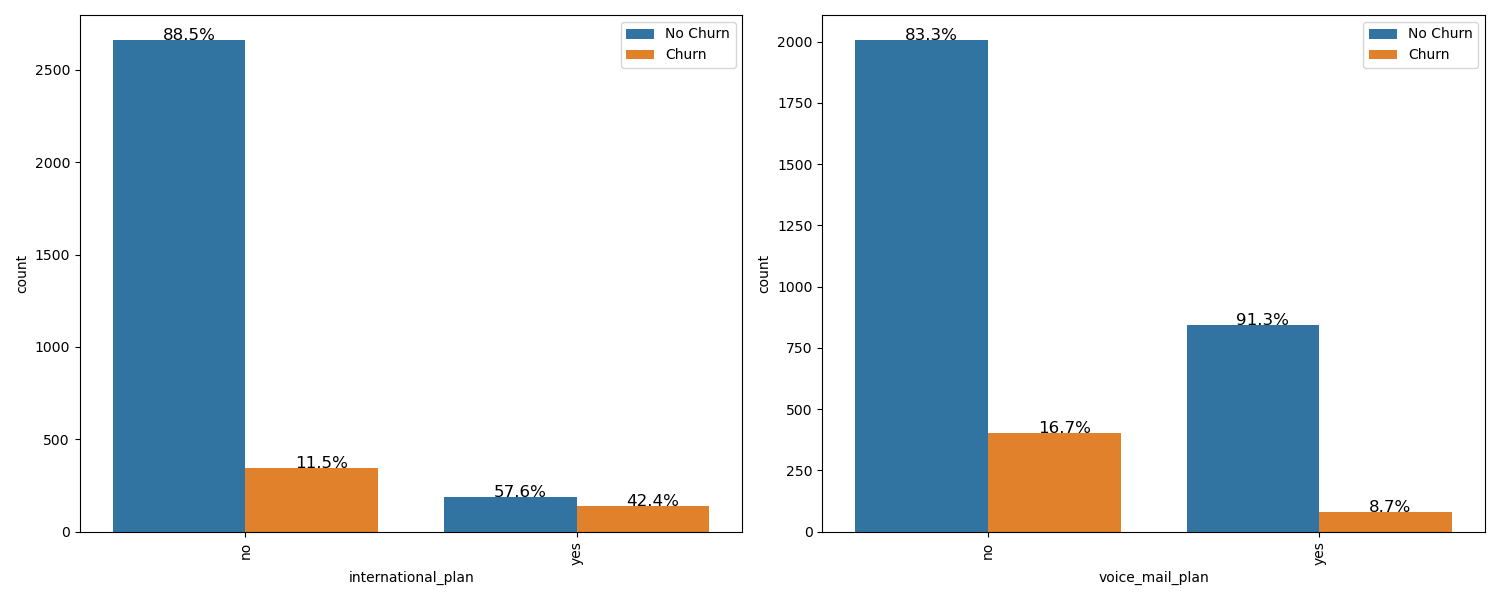 88.5%
No Churn
Churn
2500
2000
1500
1000
500
0
count
11.5%
57.6%
42.4%
no
yes
international_plan
83.3%
No Churn
Churn
2000
1750
1500
1250
1000
750
500
250
0
count
91.3%
16.7%
8.7%
no
yes
voice_mail_plan